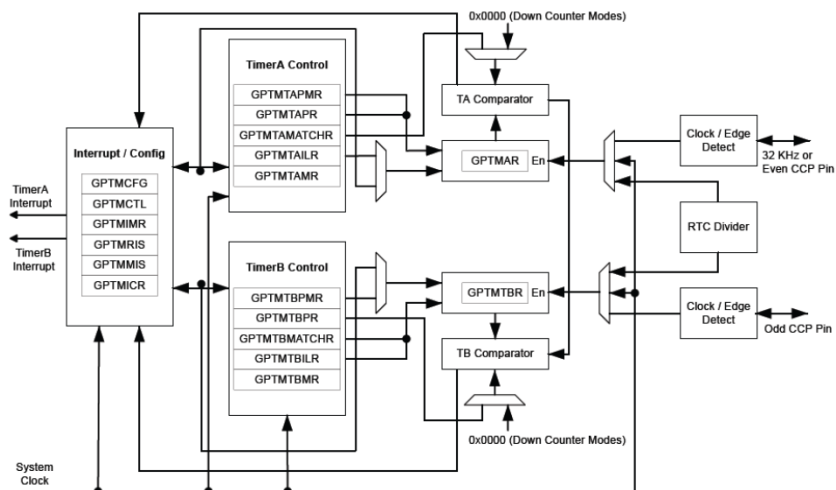 0x0000 (Down Counter Modes)
TimerA Control
GPTMTAPMR
GPTMTAPR
GPTMTAMATCHR
GPTMTAILR
GPTMTAMR
TA Comparator
GPTMAR
En
Clock / Edge
Detect
32 KHz or
Even CCP Pin
Interrupt / Config
GPTMCFG
GPTMCTL
GPTMIMR
GPTMRIS
GPTMMIS
GPTMICR
TimerA
Interrupt
TimerB
Interrupt
RTC Divider
TimerB Control
GPTMTBPMR
GPTMTBPR
GPTMTBMATCHR
GPTMTBILR
GPTMTBMR
GPTMTBR
En
TB Comparator
Clock / Edge
Detect
Odd CCP Pin
0x0000 (Down Counter Modes)
System
Clock